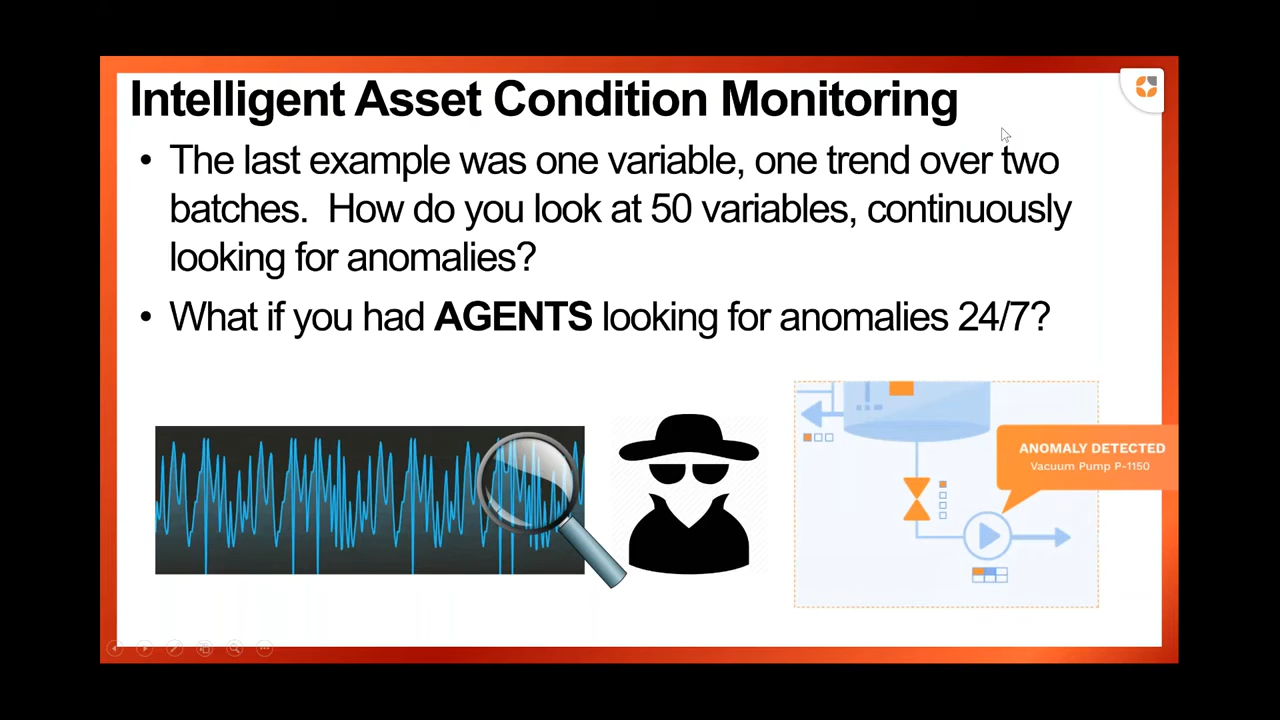 Intelligent Asset Condition Monitoring
• The last example was one variable, one trend over two
batches.  How do you look at 50 variables, continuously
looking for anomalies?
• What if you had AGENTS looking for anomalies 24/7?
ANOMALY DETECTED
Vacuum Pump P-1150